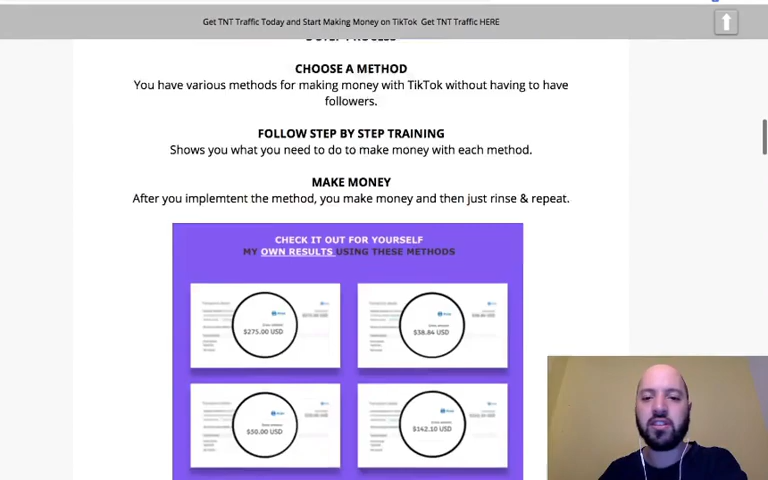 Get TNT Traffic Today and Start Making Money on TikTok Get TNT Traffic HERE
CHOOSE A METHOD
You have various methods for making money with TikTok without having to have
followers.
FOLLOW STEP BY STEP TRAINING
Shows you what you need to do to make money with each method.
MAKE MONEY
After you implemtent the method, you make money and then just rinse & repeat.
CHECK IT OUT FOR YOURSELF
MY OWN RESULTS USING THESE METHODS
$275.00 USD
$38.84 USD
$50.00 USD
$142.10 USD